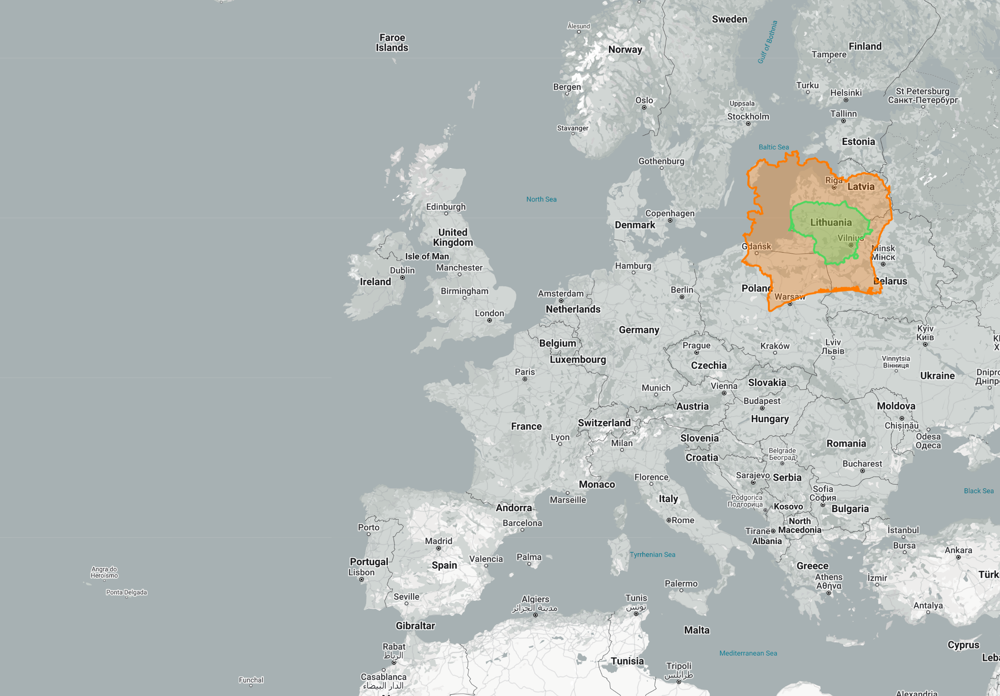 Faroe
Islands
Ålesund
Norway
Sweden
Gulf of Bothnia
Finland
Tampere
Bergen
Oslo
Turku
Helsinki
St Petersburg
Санкт-Петербург
Uppsala
Stockholm
Tallinn
Stavanger
Estonia
Baltic Sea
Gothenburg
Riga
Latvia
North Sea
Edinburgh
Copenhagen
Denmark
Lithuania
United
Kingdom
Vilnius
Gdańsk
Minsk
Мінск
Isle of Man
Manchester
Hamburg
Dublin
Ireland
Belarus
Birmingham
Amsterdam
Berlin
Poland
Warsaw
Netherlands
London
Germany
Kyiv
Київ
Belgium
Prague
Kraków
Lviv
Львів
Luxembourg
Czechia
Vinnytsia
Вінниця
Paris
Ukraine
Munich
Vienna
Slovakia
Budapest
Austria
Moldova
Switzerland
Hungary
France
Chișinău
Lyon
Slovenia
Milan
Romania
Odesa
Одеса
Croatia
Belgrade
Београд
Bucharest
Florence
Sarajevo
Serbia
Monaco
Sofia
София
Black Sea
Marseille
Italy
Podgorica
Подгорица
Kosovo
Bulgaria
Andorra
Barcelona
Rome
North
Macedonia
Porto
Tiranë
İstanbul
Madrid
Albania
Bursa
Ankara
Valencia
Palma
Tyrrhenian Sea
Portugal
Spain
Greece
Angra do
Heroísmo
Lisbon
Athens
Αθήνα
İzmir
Ponta Delgada
Palermo
Seville
Algiers
مدينة الجزائر
Tunis
تونس
Antalya
Gibraltar
Malta
Cyprus
Rabat
الرباط
Mediterranean Sea
Tunisia
Tripoli
طرابلس
Casablanca
الدار البيضاء
Funchal
Alexandria